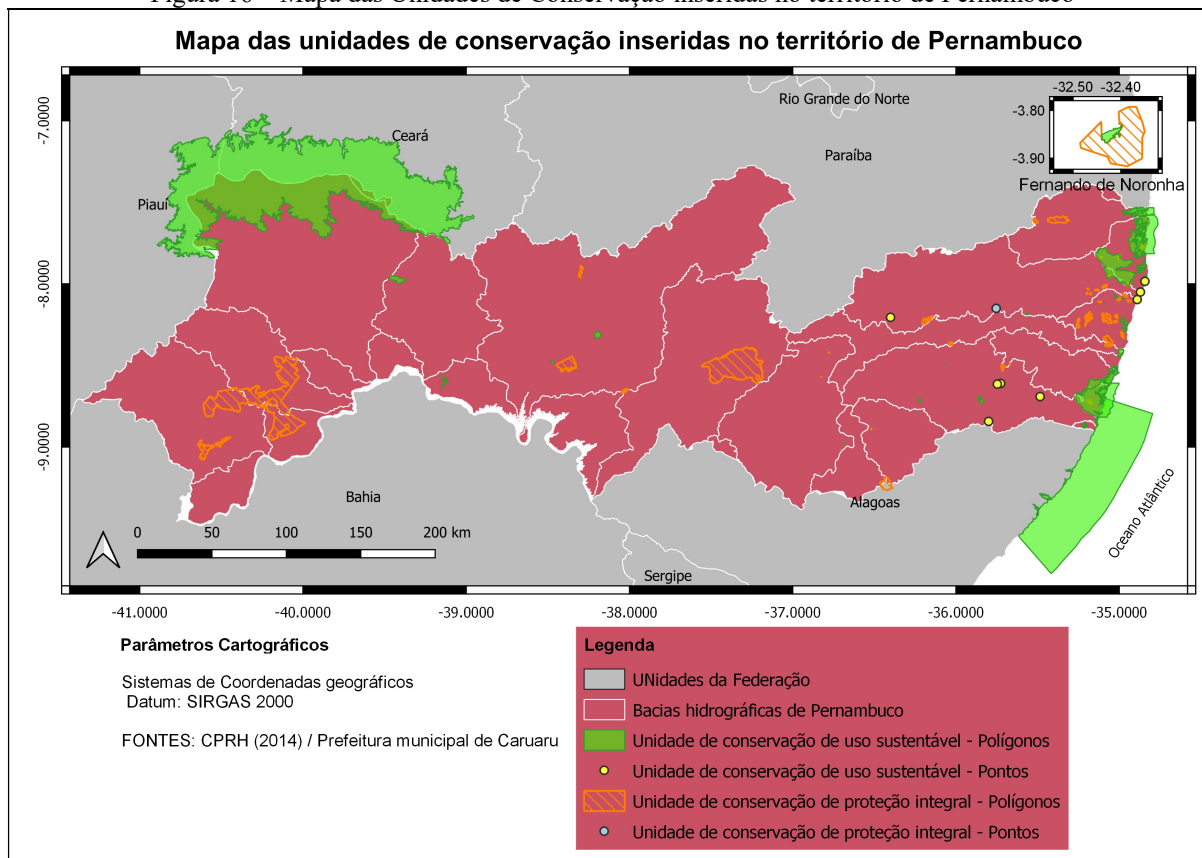 Figura 16 – Mapa das Unidades de Conservação inseridas no território de Pernambuco
Mapa das unidades de conservação inseridas no território de Pernambuco
-32.50 -32.40
-3.80
-3.90
Fernando de Noronha
Rio Grande do Norte
Ceará
Paraíba
Piauí
-7.0000
-8.0000
-9.0000
Bahia
Alagoas
Sergipe
Oceano Atlântico
0 50 100 150 200 km
-41.0000 -40.0000 -39.0000 -38.0000 -37.0000 -36.0000 -35.0000
Parâmetros Cartográficos
Sistemas de Coordenadas geográficos
Datum: SIRGAS 2000
FONTES: CPRH (2014) / Prefeitura municipal de Caruaru
Legenda
UNidades da Federação
Bacias hidrográficas de Pernambuco
Unidade de conservação de uso sustentável - Polígonos
Unidade de conservação de uso sustentável - Pontos
Unidade de conservação de proteção integral - Polígonos
Unidade de conservação de proteção integral - Pontos